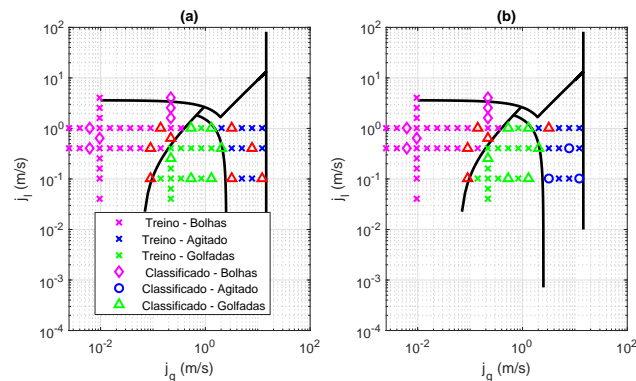 (a)
(b)
10^2
10^1
10^0
10^-1
10^-2
10^-3
10^-4
j_l (m/s)
Treino - Bolhas
Treino - Agitado
Treino - Golfadas
Classificado - Bolhas
Classificado - Agitado
Classificado - Golfadas
10^-2
10^0
10^2
j_g (m/s)
10^2
10^1
10^0
10^-1
10^-2
10^-3
10^-4
j_l (m/s)
10^-2
10^0
10^2
j_g (m/s)